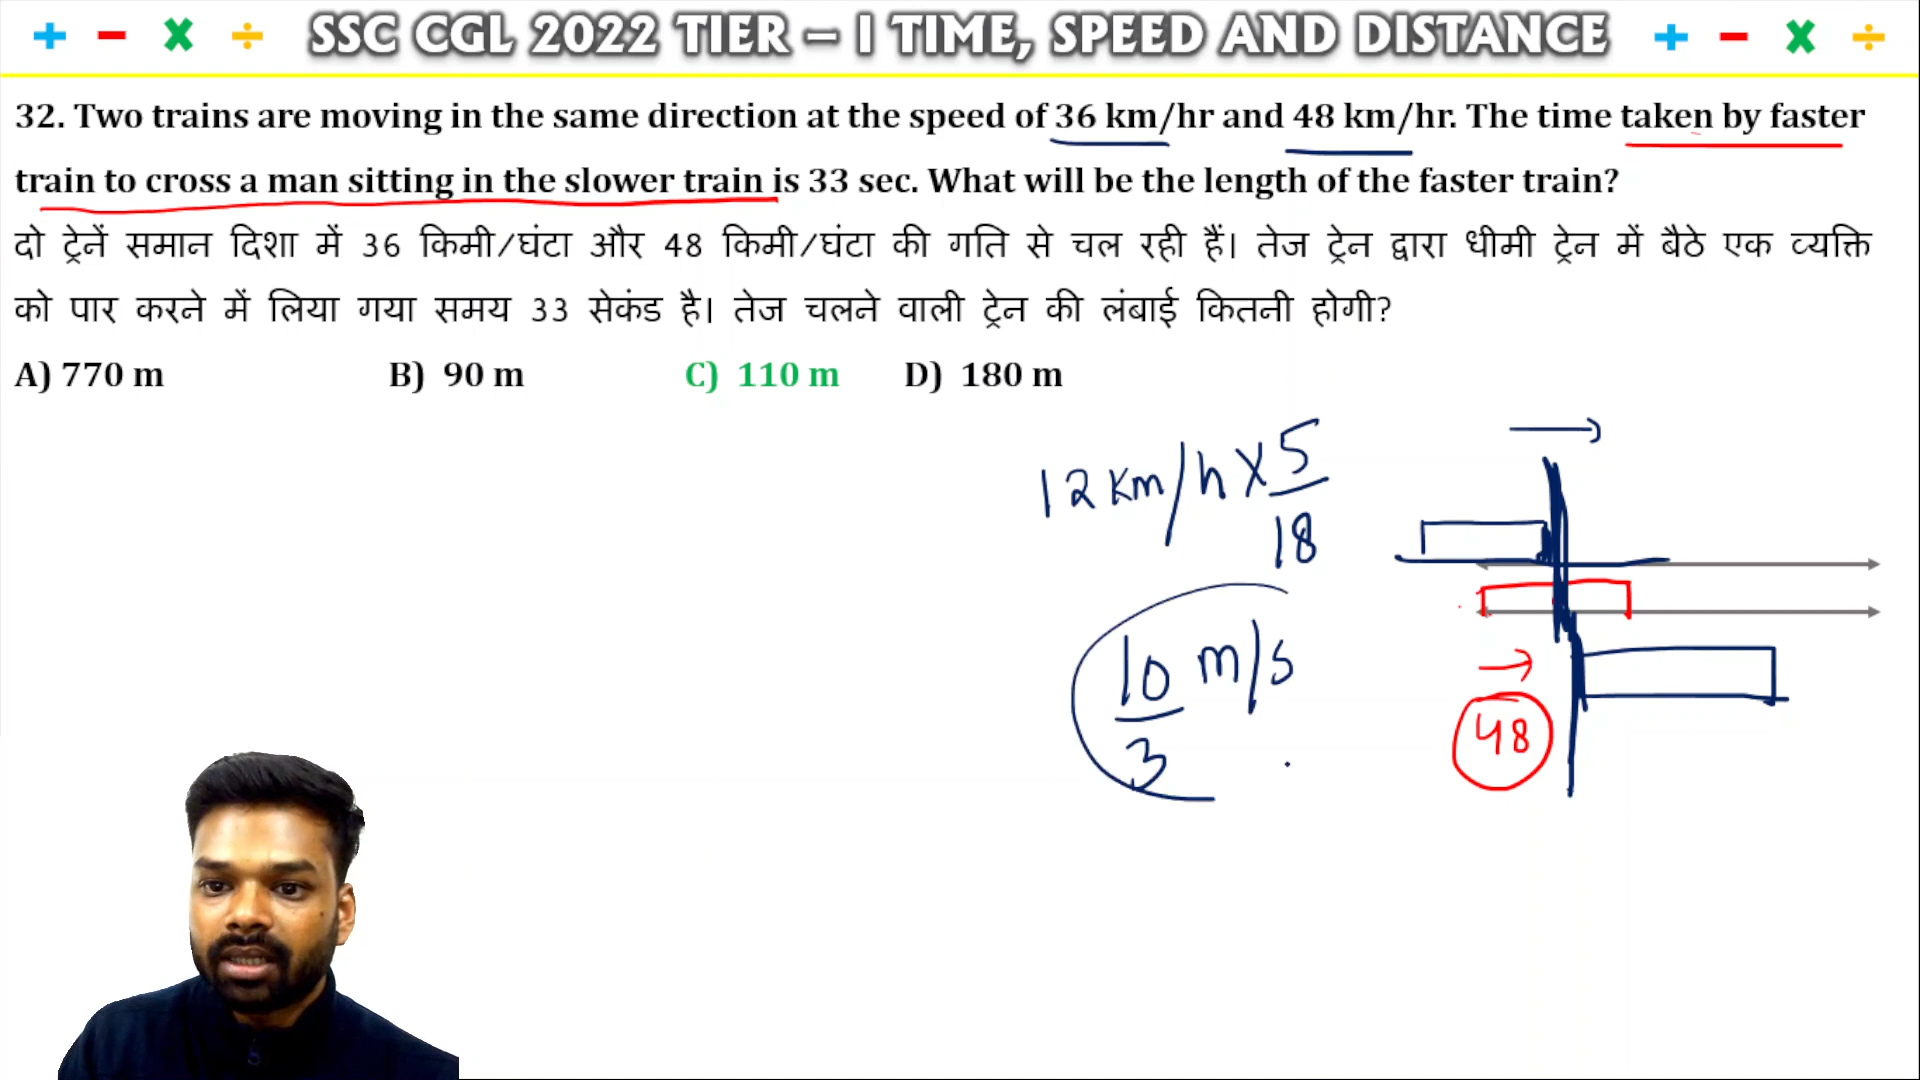 + - x ÷ SSC CGL 2022 TIER – I TIME, SPEED AND DISTANCE + - x ÷
32. Two trains are moving in the same direction at the speed of 36 km/hr and 48 km/hr. The time taken by faster
train to cross a man sitting in the slower train is 33 sec. What will be the length of the faster train?
दो ट्रेनें समान दिशा में 36 किमी/घंटा और 48 किमी/घंटा की गति से चल रही हैं। तेज ट्रेन द्वारा धीमी ट्रेन में बैठे एक व्यक्ति
को पार करने में लिया गया समय 33 सेकंड है। तेज चलने वाली ट्रेन की लंबाई कितनी होगी?
A) 770 m B) 90 m C) 110 m D) 180 m
12 km/h x 5/18
10/3 m/s
48